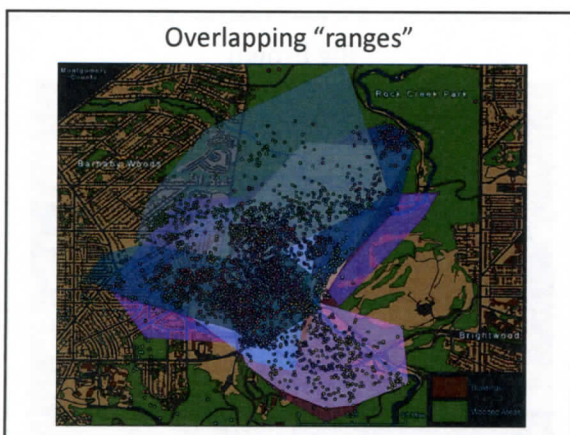 Overlapping “ranges”
Montgomery
County
Rock Creek Park
Barnaby Woods
Brightwood
Wooded Areas